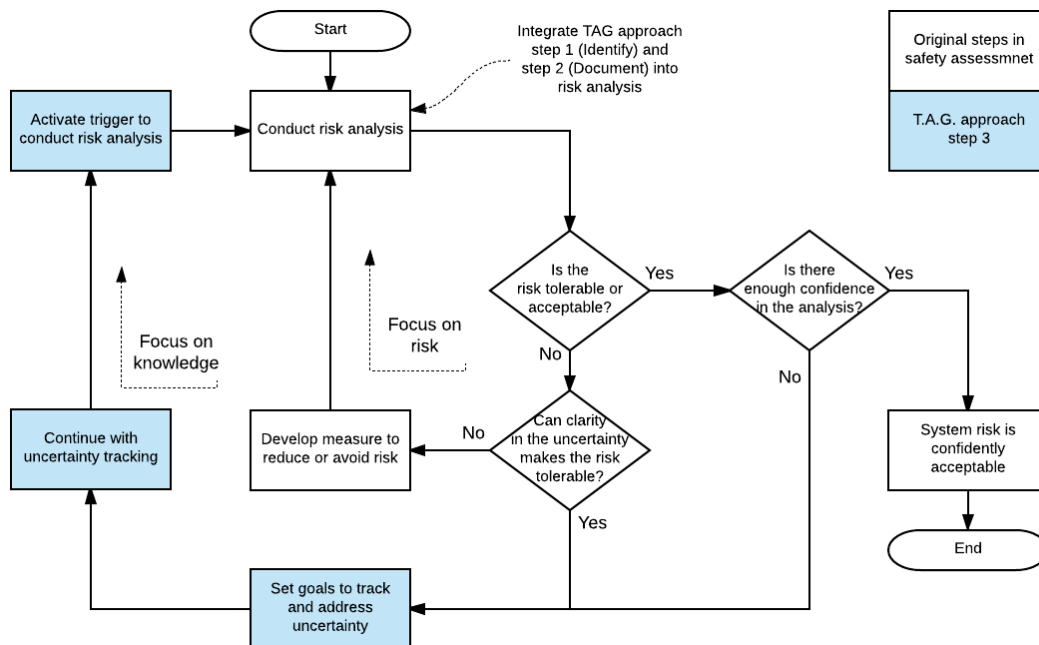 Start
Integrate TAG approach
step 1 (Identify) and
step 2 (Document) into
risk analysis
Original steps in
safety assessmnet
T.A.G. approach
step 3
Activate trigger to
conduct risk analysis
Conduct risk analysis
Is the
risk tolerable or
acceptable?
Yes
Is there
enough confidence
in the analysis?
Yes
Focus on
knowledge
Focus on
risk
No
No
Continue with
uncertainty tracking
Develop measure to
reduce or avoid risk
No
Can clarity
in the uncertainty
makes the risk
tolerable?
System risk is
confidently
acceptable
Yes
End
Set goals to track
and address
uncertainty